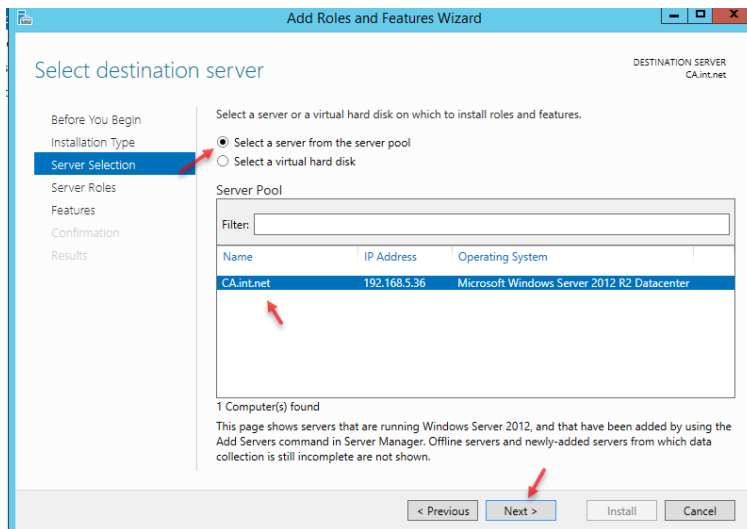 Add Roles and Features Wizard
Select destination server
DESTINATION SERVER
CA.int.net
Before You Begin
Installation Type
Server Selection
Server Roles
Features
Confirmation
Results
Select a server or a virtual hard disk on which to install roles and features.
Select a server from the server pool
Select a virtual hard disk
Server Pool
Filter:
Name IP Address Operating System
CA.int.net 192.168.5.36 Microsoft Windows Server 2012 R2 Datacenter
1 Computer(s) found
This page shows servers that are running Windows Server 2012, and that have been added by using the
Add Servers command in Server Manager. Offline servers and newly-added servers from which data
collection is still incomplete are not shown.
< Previous Next > Install Cancel